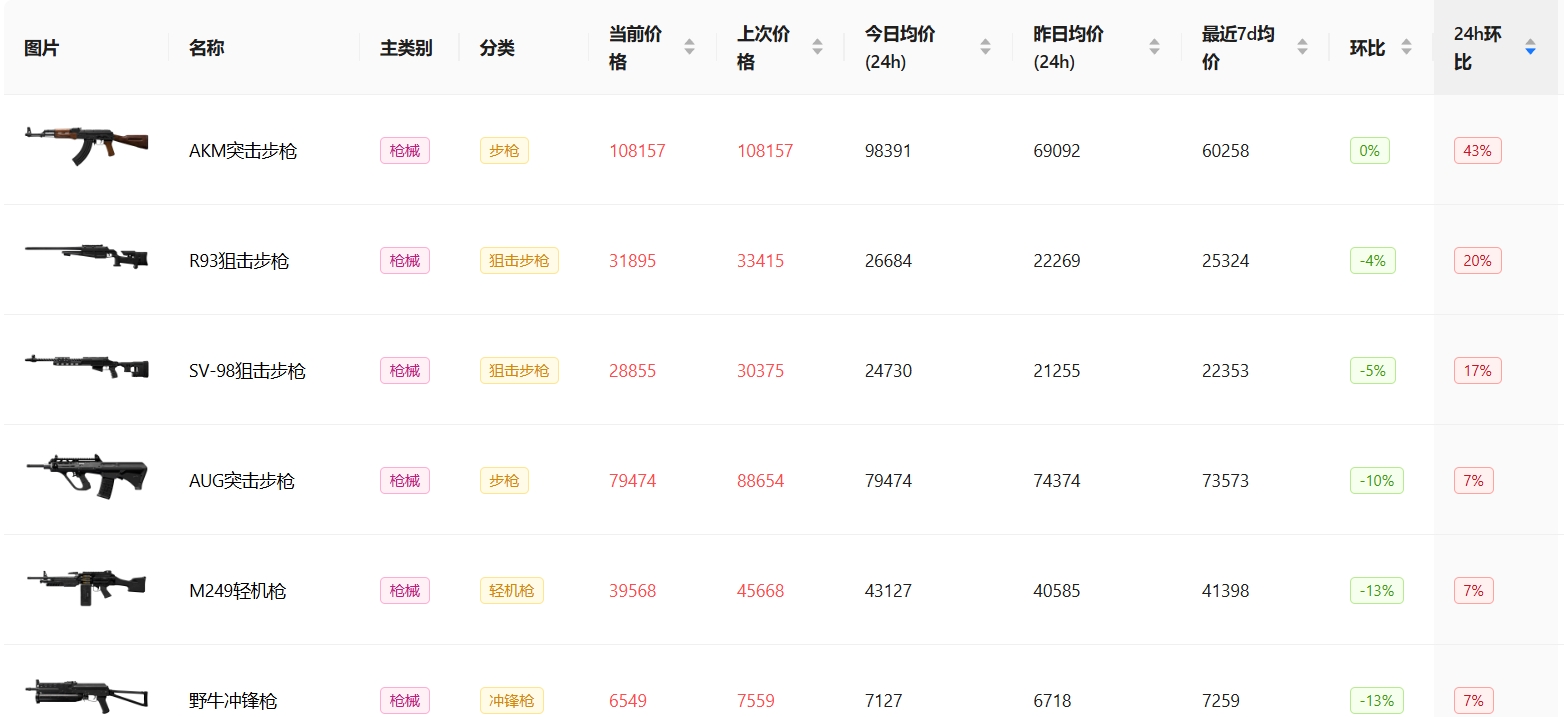 图片 名称 主类别 分类 当前价格 上次价格 今日均价(24h) 昨日均价(24h) 最近7d均价 环比 24h环比
AKM突击步枪 枪械 步枪 108157 108157 98391 69092 60258 0% 43%
R93狙击步枪 枪械 狙击步枪 31895 33415 26684 22269 25324 -4% 20%
SV-98狙击步枪 枪械 狙击步枪 28855 30375 24730 21255 22353 -5% 17%
AUG突击步枪 枪械 步枪 79474 88654 79474 74374 73573 -10% 7%
M249轻机枪 枪械 轻机枪 39568 45668 43127 40585 41398 -13% 7%
野牛冲锋枪 枪械 冲锋枪 6549 7559 7127 6718 7259 -13% 7%